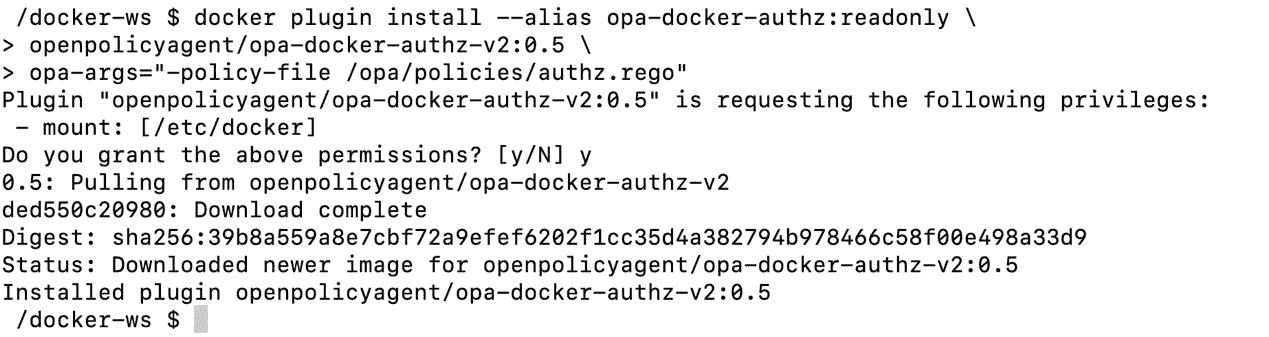 /docker-ws $ docker plugin install --alias opa-docker-authz:readonly \
> openpolicyagent/opa-docker-authz-v2:0.5 \
> opa-args="-policy-file /opa/policies/authz.rego"
Plugin "openpolicyagent/opa-docker-authz-v2:0.5" is requesting the following privileges:
 - mount: [/etc/docker]
Do you grant the above permissions? [y/N] y
0.5: Pulling from openpolicyagent/opa-docker-authz-v2
ded550c20980: Download complete
Digest: sha256:39b8a559a8e7cbf72a9efef6202f1cc35d4a382794b978466c58f00e498a33d9
Status: Downloaded newer image for openpolicyagent/opa-docker-authz-v2:0.5
Installed plugin openpolicyagent/opa-docker-authz-v2:0.5
/docker-ws $